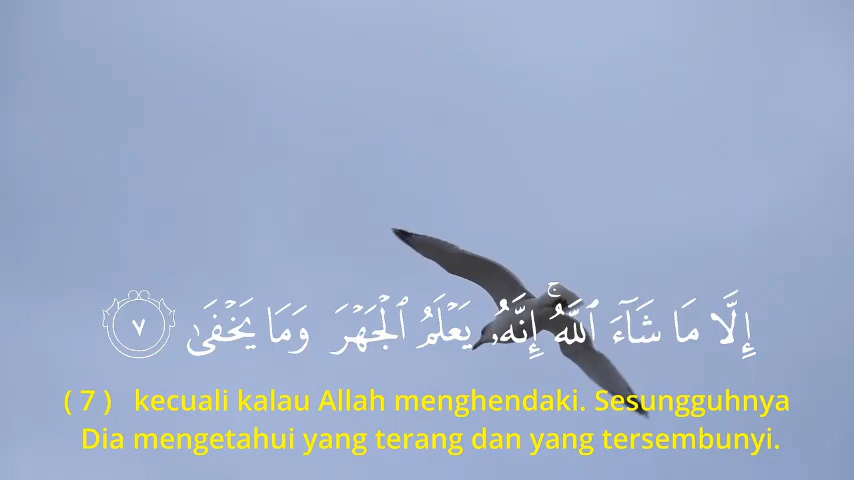 إِلَّا مَا شَآءَ ٱللَّهُ ۚ إِنَّهُۥ يَعْلَمُ ٱلْجَهْرَ وَمَا يَخْفَىٰ ٧
( 7 ) kecuali kalau Allah menghendaki. Sesungguhnya
Dia mengetahui yang terang dan yang tersembunyi.